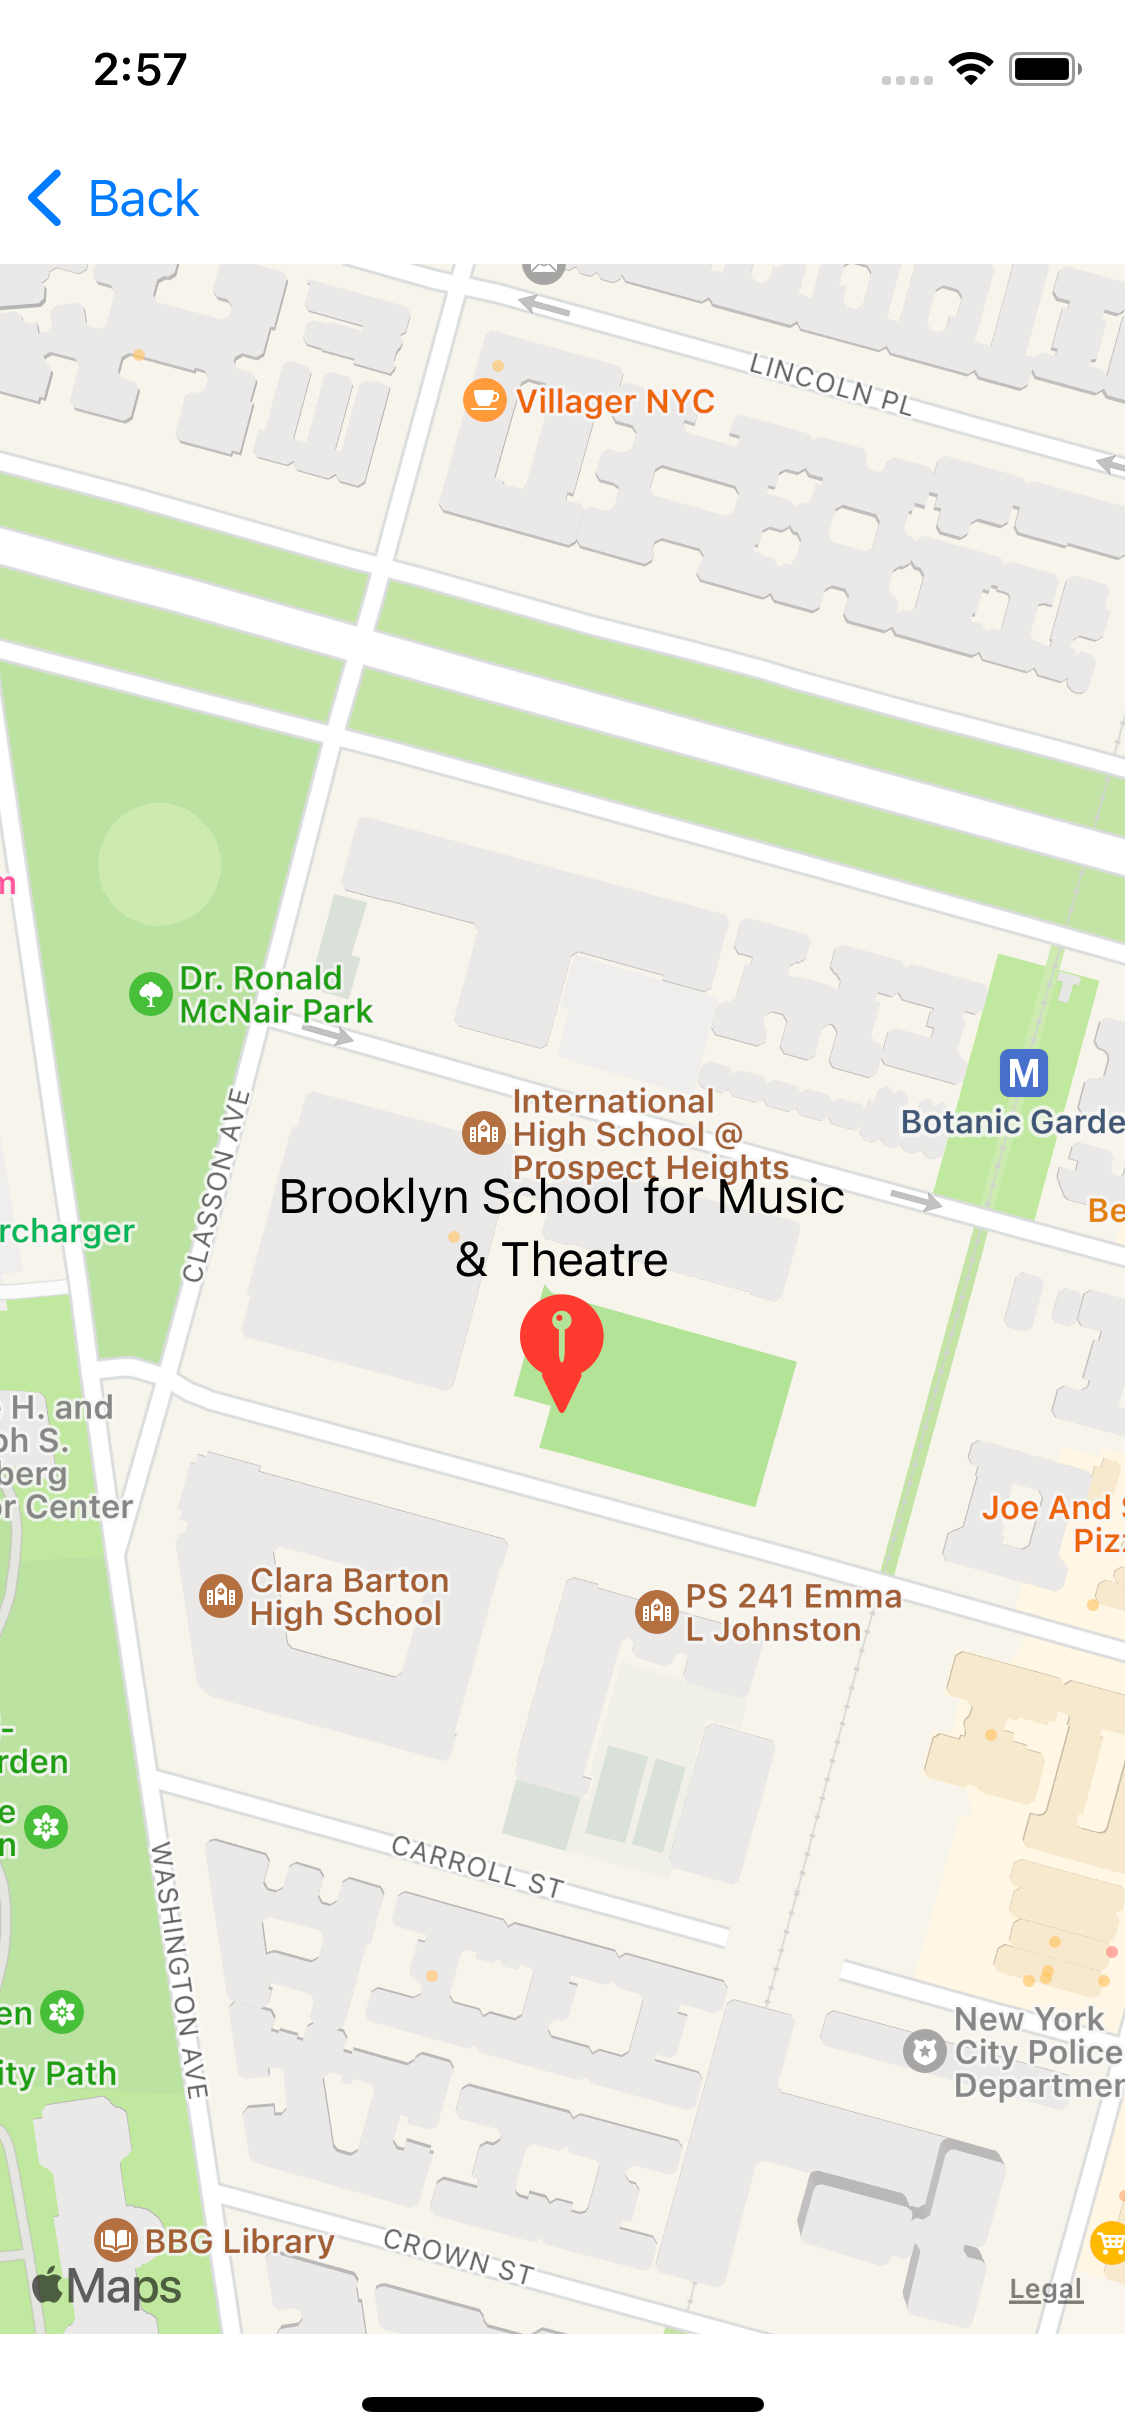 2:57
Back
LINCOLN PL
Villager NYC
Dr. Ronald
McNair Park
M
Botanic Garde
International
High School @
Prospect Heights
CLASSON AVE
Brooklyn School for Music
& Theatre
Be
rcharger
H. and
ph S.
berg
r Center
Joe And S
Piz
Clara Barton
High School
PS 241 Emma
L Johnston
rden
CARROLL ST
WASHINGTON AVE
en
ity Path
New York
City Police
Departmen
BBG Library
CROWN ST
Maps
Legal